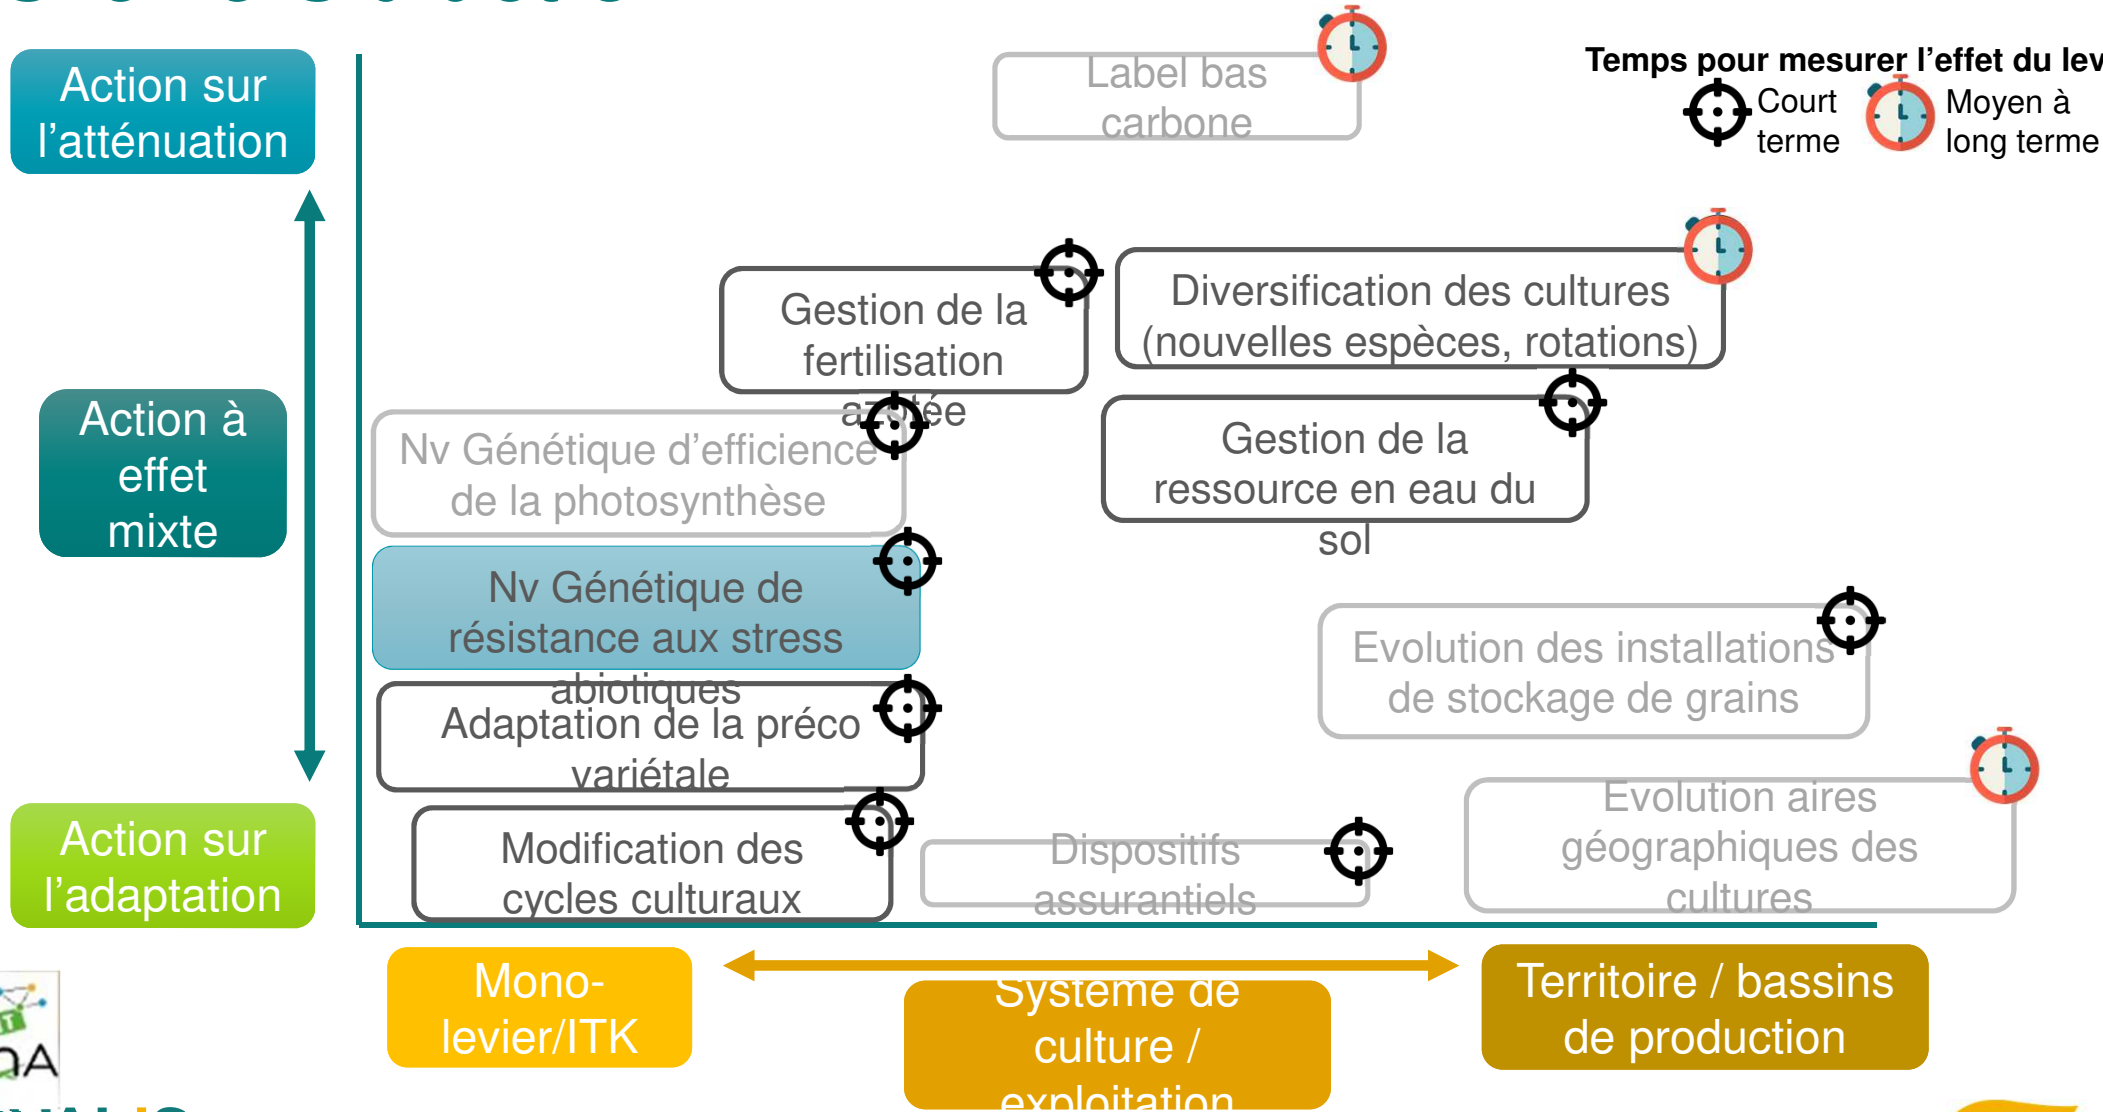 Temps pour mesurer l'effet du lev
Court
terme
Moyen à
long terme
Action sur
l'atténuation
Label bas
carbone
Gestion de la
fertilisation
azotée
Diversification des cultures
(nouvelles espèces, rotations)
Action à
effet
mixte
Nv Génétique d'efficience
de la photosynthèse
Gestion de la
ressource en eau du
sol
Nv Génétique de
résistance aux stress
abiotiques
Evolution des installations
de stockage de grains
Adaptation de la préco
variétale
Action sur
l'adaptation
Modification des
cycles culturaux
Dispositifs
assurantiels
Evolution aires
géographiques des
cultures
Mono-
levier/ITK
Système de
culture /
exploitation
Territoire / bassins
de production